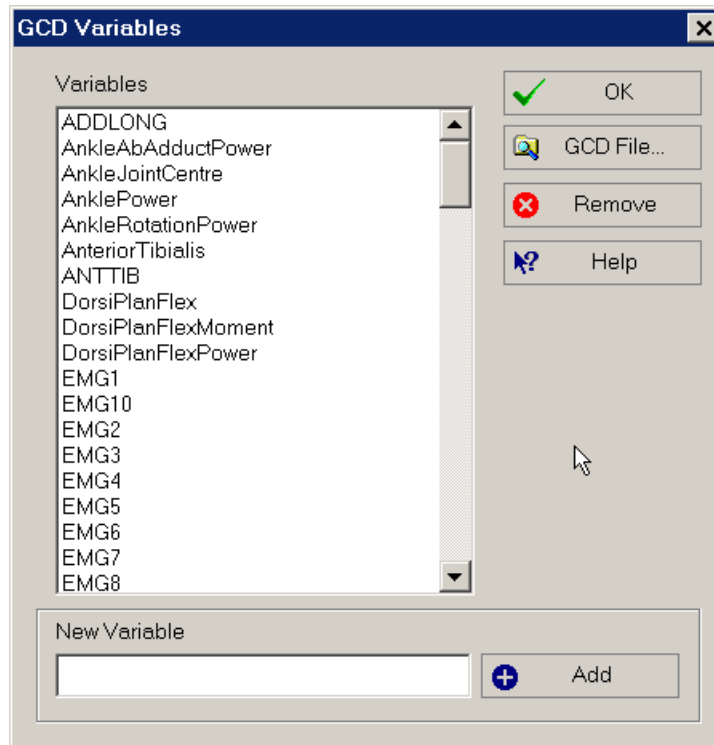 GCD Variables
Variables
ADDLONG
AnkleAbAdductPower
AnkleJointCentre
AnklePower
AnkleRotationPower
AnteriorTibialis
ANTTIB
DorsiPlanFlex
DorsiPlanFlexMoment
DorsiPlanFlexPower
EMG1
EMG10
EMG2
EMG3
EMG4
EMG5
EMG6
EMG7
EMG8
OK
GCD File...
Remove
Help
New Variable
Add